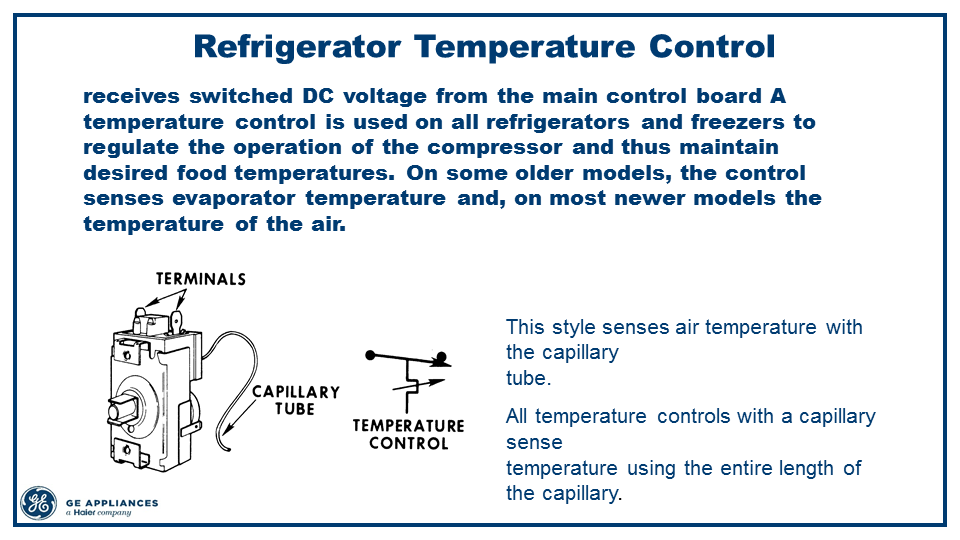 Refrigerator Temperature Control
receives switched DC voltage from the main control board A
temperature control is used on all refrigerators and freezers to
regulate the operation of the compressor and thus maintain
desired food temperatures. On some older models, the control
senses evaporator temperature and, on most newer models the
temperature of the air.
TERMINALS
CAPILLARY
TUBE
TEMPERATURE
CONTROL
This style senses air temperature with
the capillary
tube.
All temperature controls with a capillary
sense
temperature using the entire length of
the capillary.
GE
GE APPLIANCES
a Haier company